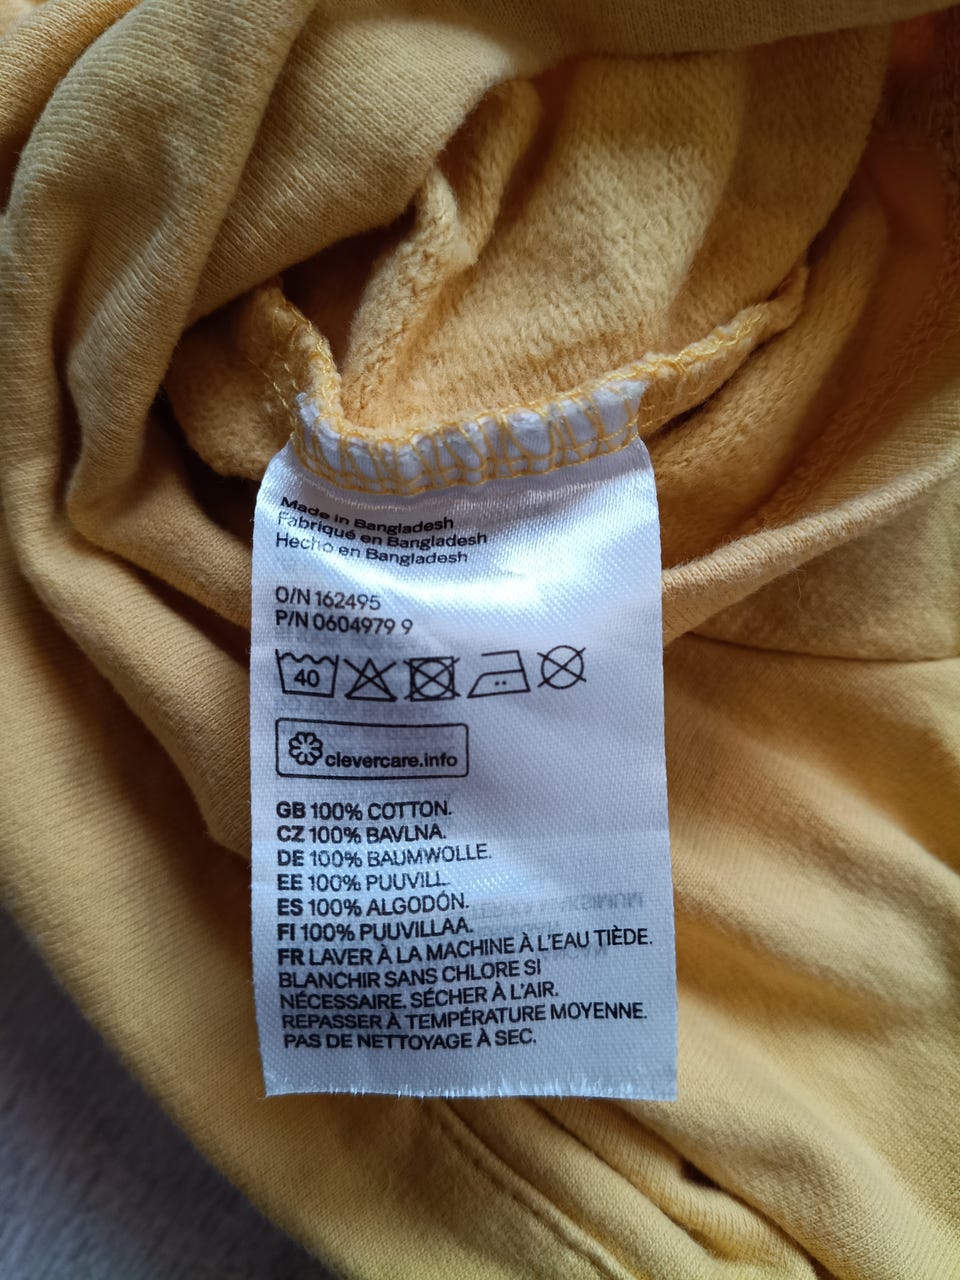 Made in Bangladesh
Fabriqué en Bangladesh
Hecho en Bangladesh
O/N 162495
P/N 0604979 9
40
clevercare.info
GB 100% COTTON.
CZ 100% BAVLNA.
DE 100% BAUMWOLLE.
EE 100% PUUVILL.
ES 100% ALGODÓN.
FI 100% PUUVILLAA.
FR LAVER À LA MACHINE À L'EAU TIÈDE.
BLANCHIR SANS CHLORE SI
NÉCESSAIRE. SÉCHER À L'AIR.
REPASSER À TEMPÉRATURE MOYENNE.
PAS DE NETTOYAGE À SEC.